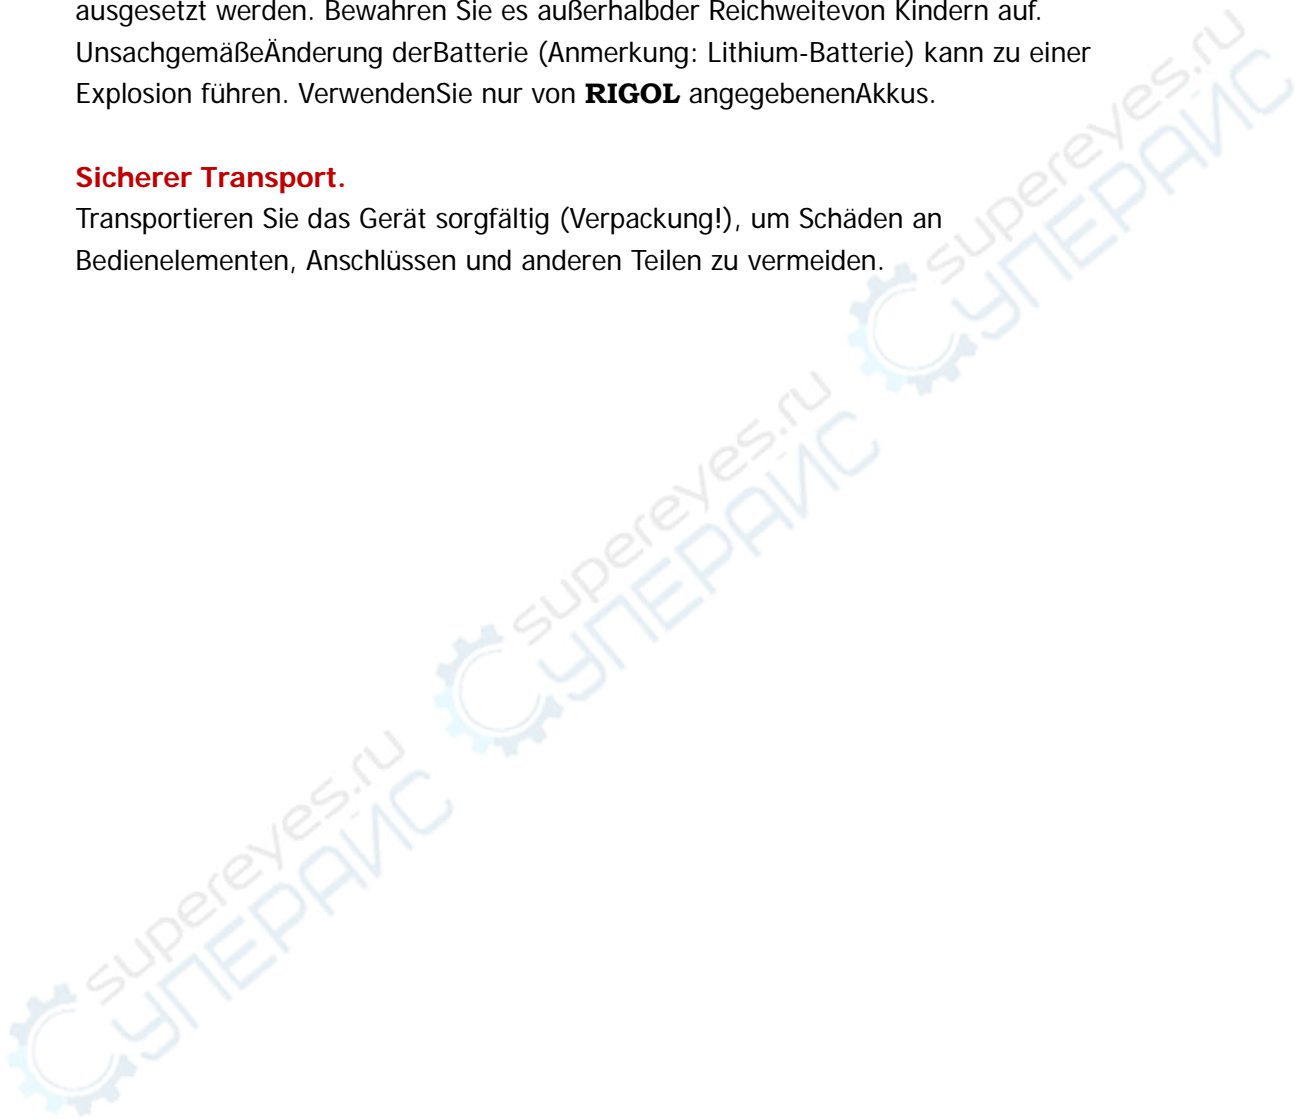 ausgesetzt werden. Bewahren Sie es außerhalbder Reichweitevon Kindern auf.
UnsachgemäßeÄnderung derBatterie (Anmerkung: Lithium-Batterie) kann zu einer
Explosion führen. VerwendenSie nur von RIGOL angegebenenAkkus.
Sicherer Transport.
Transportieren Sie das Gerät sorgfältig (Verpackung!), um Schäden an
Bedienelementen, Anschlüssen und anderen Teilen zu vermeiden.
supereyes.ru
СУПЕРАЙС
supereyes.ru
СУПЕРАЙС
supereyes.ru
СУПЕРАЙС